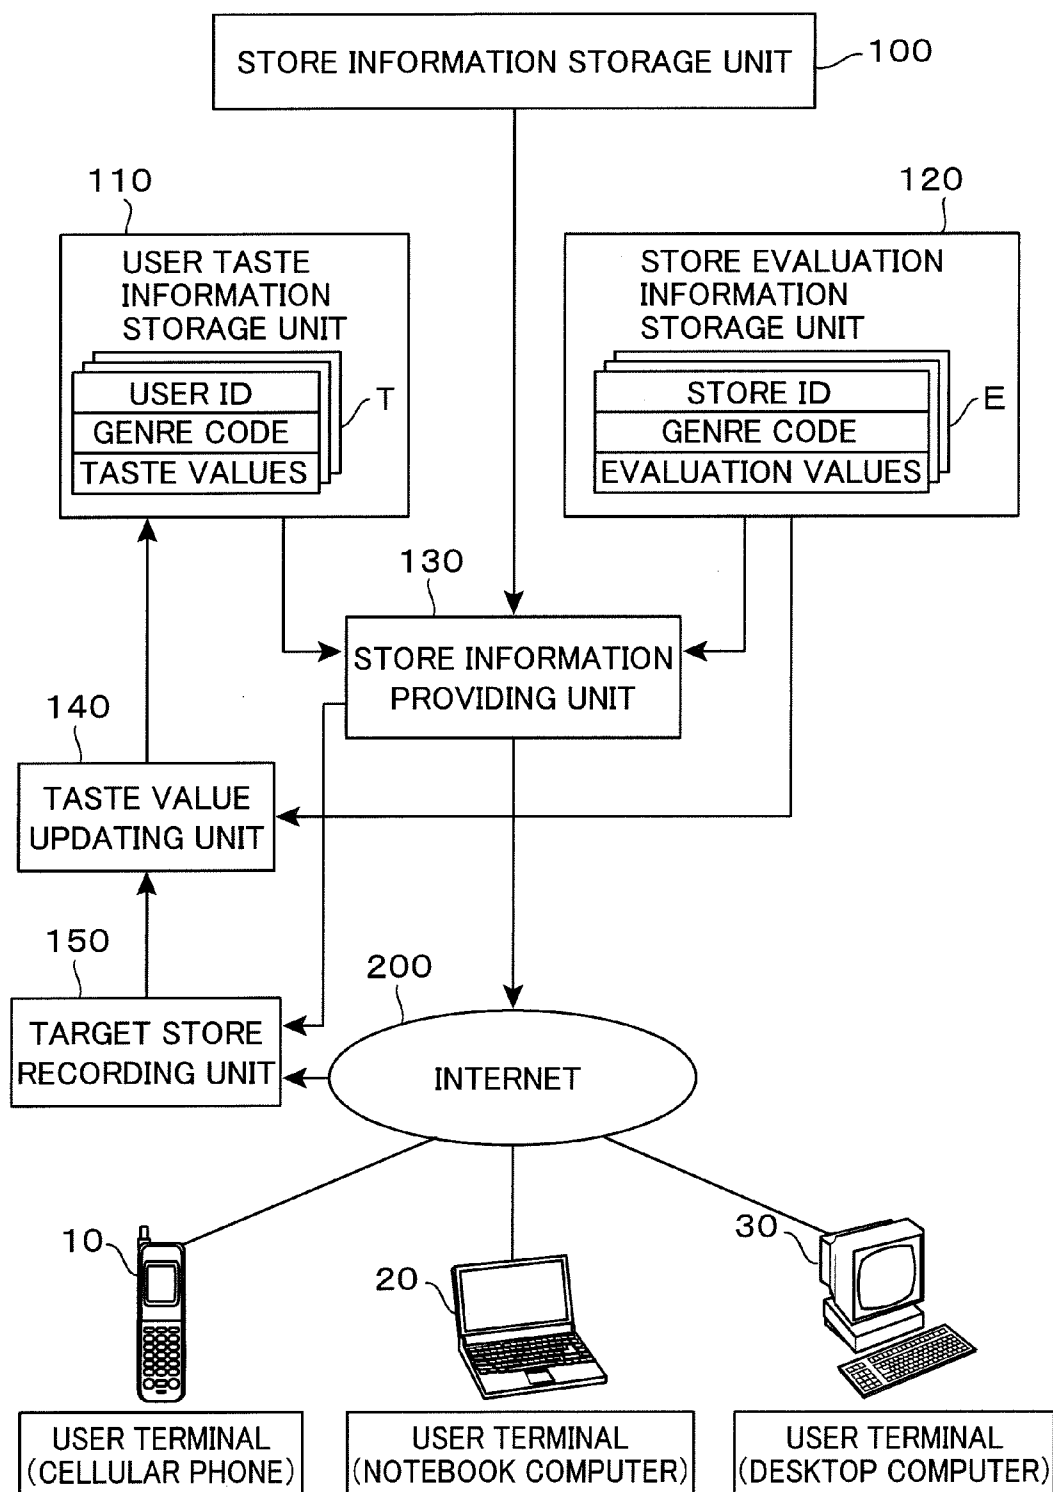 STORE INFORMATION STORAGE UNIT
100
110
120
USER TASTE
INFORMATION
STORAGE UNIT
USER ID
GENRE CODE
TASTE VALUES
T
STORE EVALUATION
INFORMATION
STORAGE UNIT
STORE ID
GENRE CODE
EVALUATION VALUES
E
130
STORE INFORMATION
PROVIDING UNIT
140
TASTE VALUE
UPDATING UNIT
150
TARGET STORE
RECORDING UNIT
200
INTERNET
10
20
30
USER TERMINAL
(CELLULAR PHONE)
USER TERMINAL
(NOTEBOOK COMPUTER)
USER TERMINAL
(DESKTOP COMPUTER)